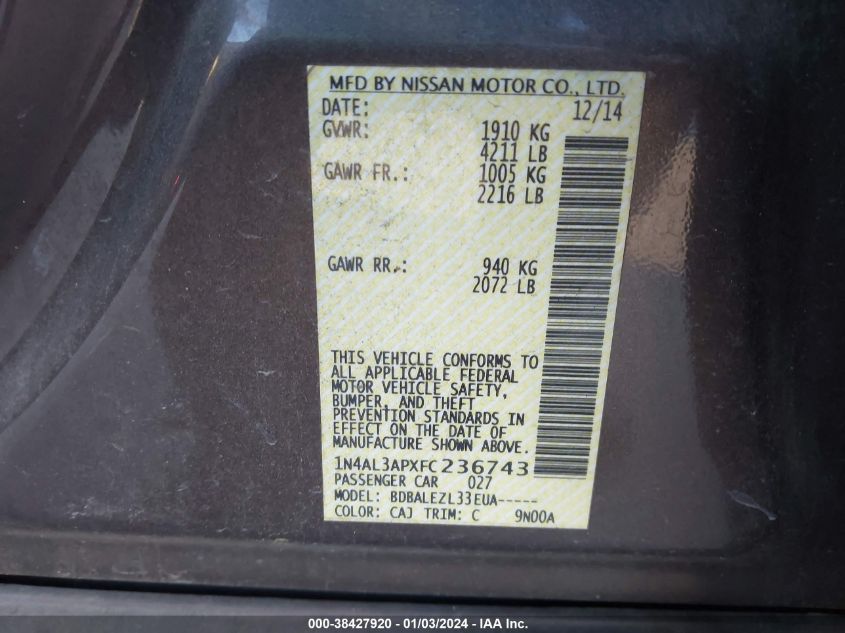 MFD BY NISSAN MOTOR CO., LTD.
DATE: 12/14
GVWR: 1910 KG
4211 LB
GAWR FR.: 1005 KG
2216 LB
GAWR RR.: 940 KG
2072 LB
THIS VEHICLE CONFORMS TO
ALL APPLICABLE FEDERAL
MOTOR VEHICLE SAFETY,
BUMPER, AND THEFT
PREVENTION STANDARDS IN
EFFECT ON THE DATE OF
MANUFACTURE SHOWN ABOVE.
1N4AL3APXFC236743
PASSENGER CAR 027
MODEL: BDBALEZL33EUA-----
COLOR: CAJ TRIM: C 9N00A
000-38427920 - 01/03/2024 - IAA Inc.